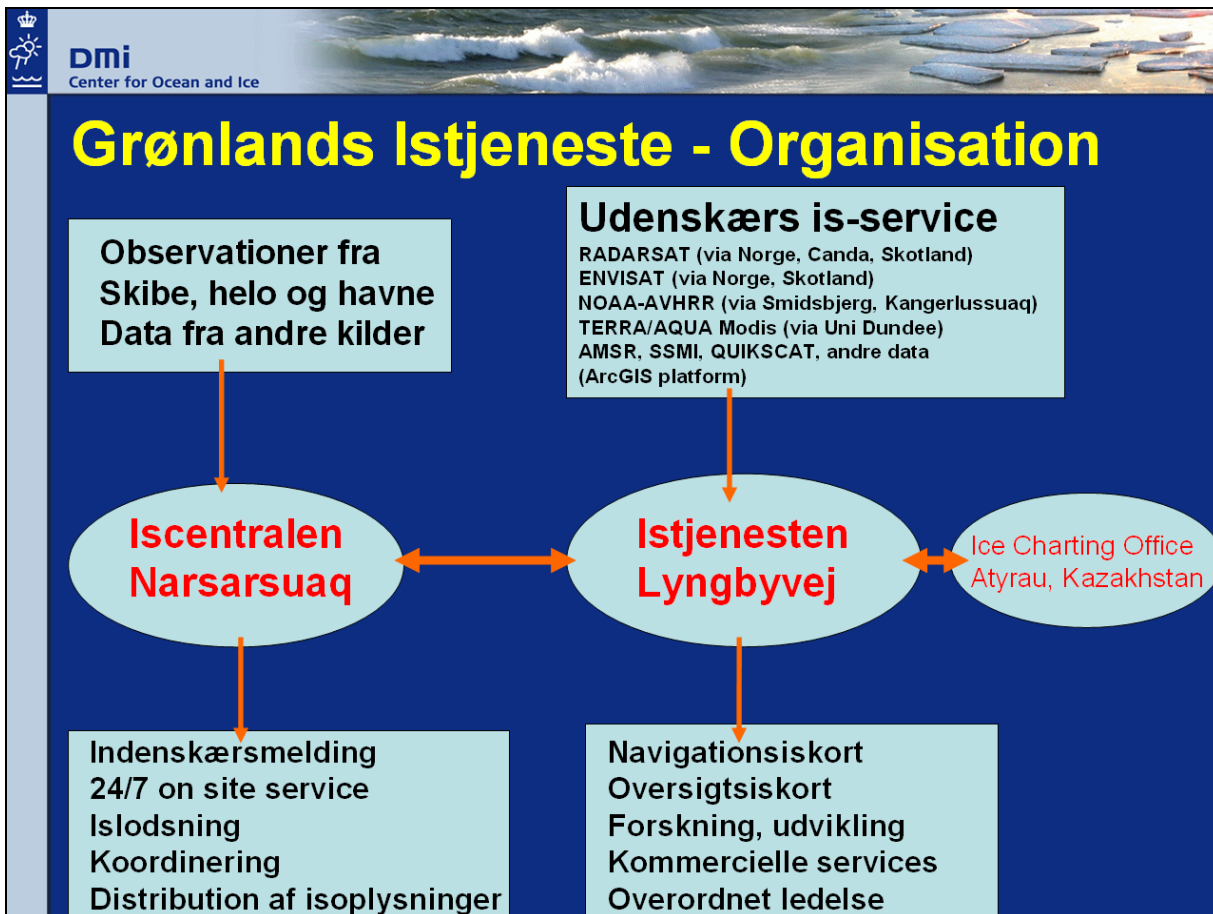 DMi
Center for Ocean and Ice
Grønlands Istjeneste - Organisation
Observationer fra
Skibe, helo og havne
Data fra andre kilder
Udenskærs is-service
RADARSAT (via Norge, Canda, Skotland)
ENVISAT (via Norge, Skotland)
NOAA-AVHRR (via Smidsbjerg, Kangerlussuaq)
TERRA/AQUA Modis (via Uni Dundee)
AMSR, SSMI, QUIKSCAT, andre data
(ArcGIS platform)
Iscentralen
Narsarsuaq
Istjenesten
Lyngbyvej
Ice Charting Office
Atyrau, Kazakhstan
Indenskærsmelding
24/7 on site service
Islodsning
Koordinering
Distribution af isoplysninger
Navigationsiskort
Oversigtsiskort
Forskning, udvikling
Kommercielle services
Overordnet ledelse